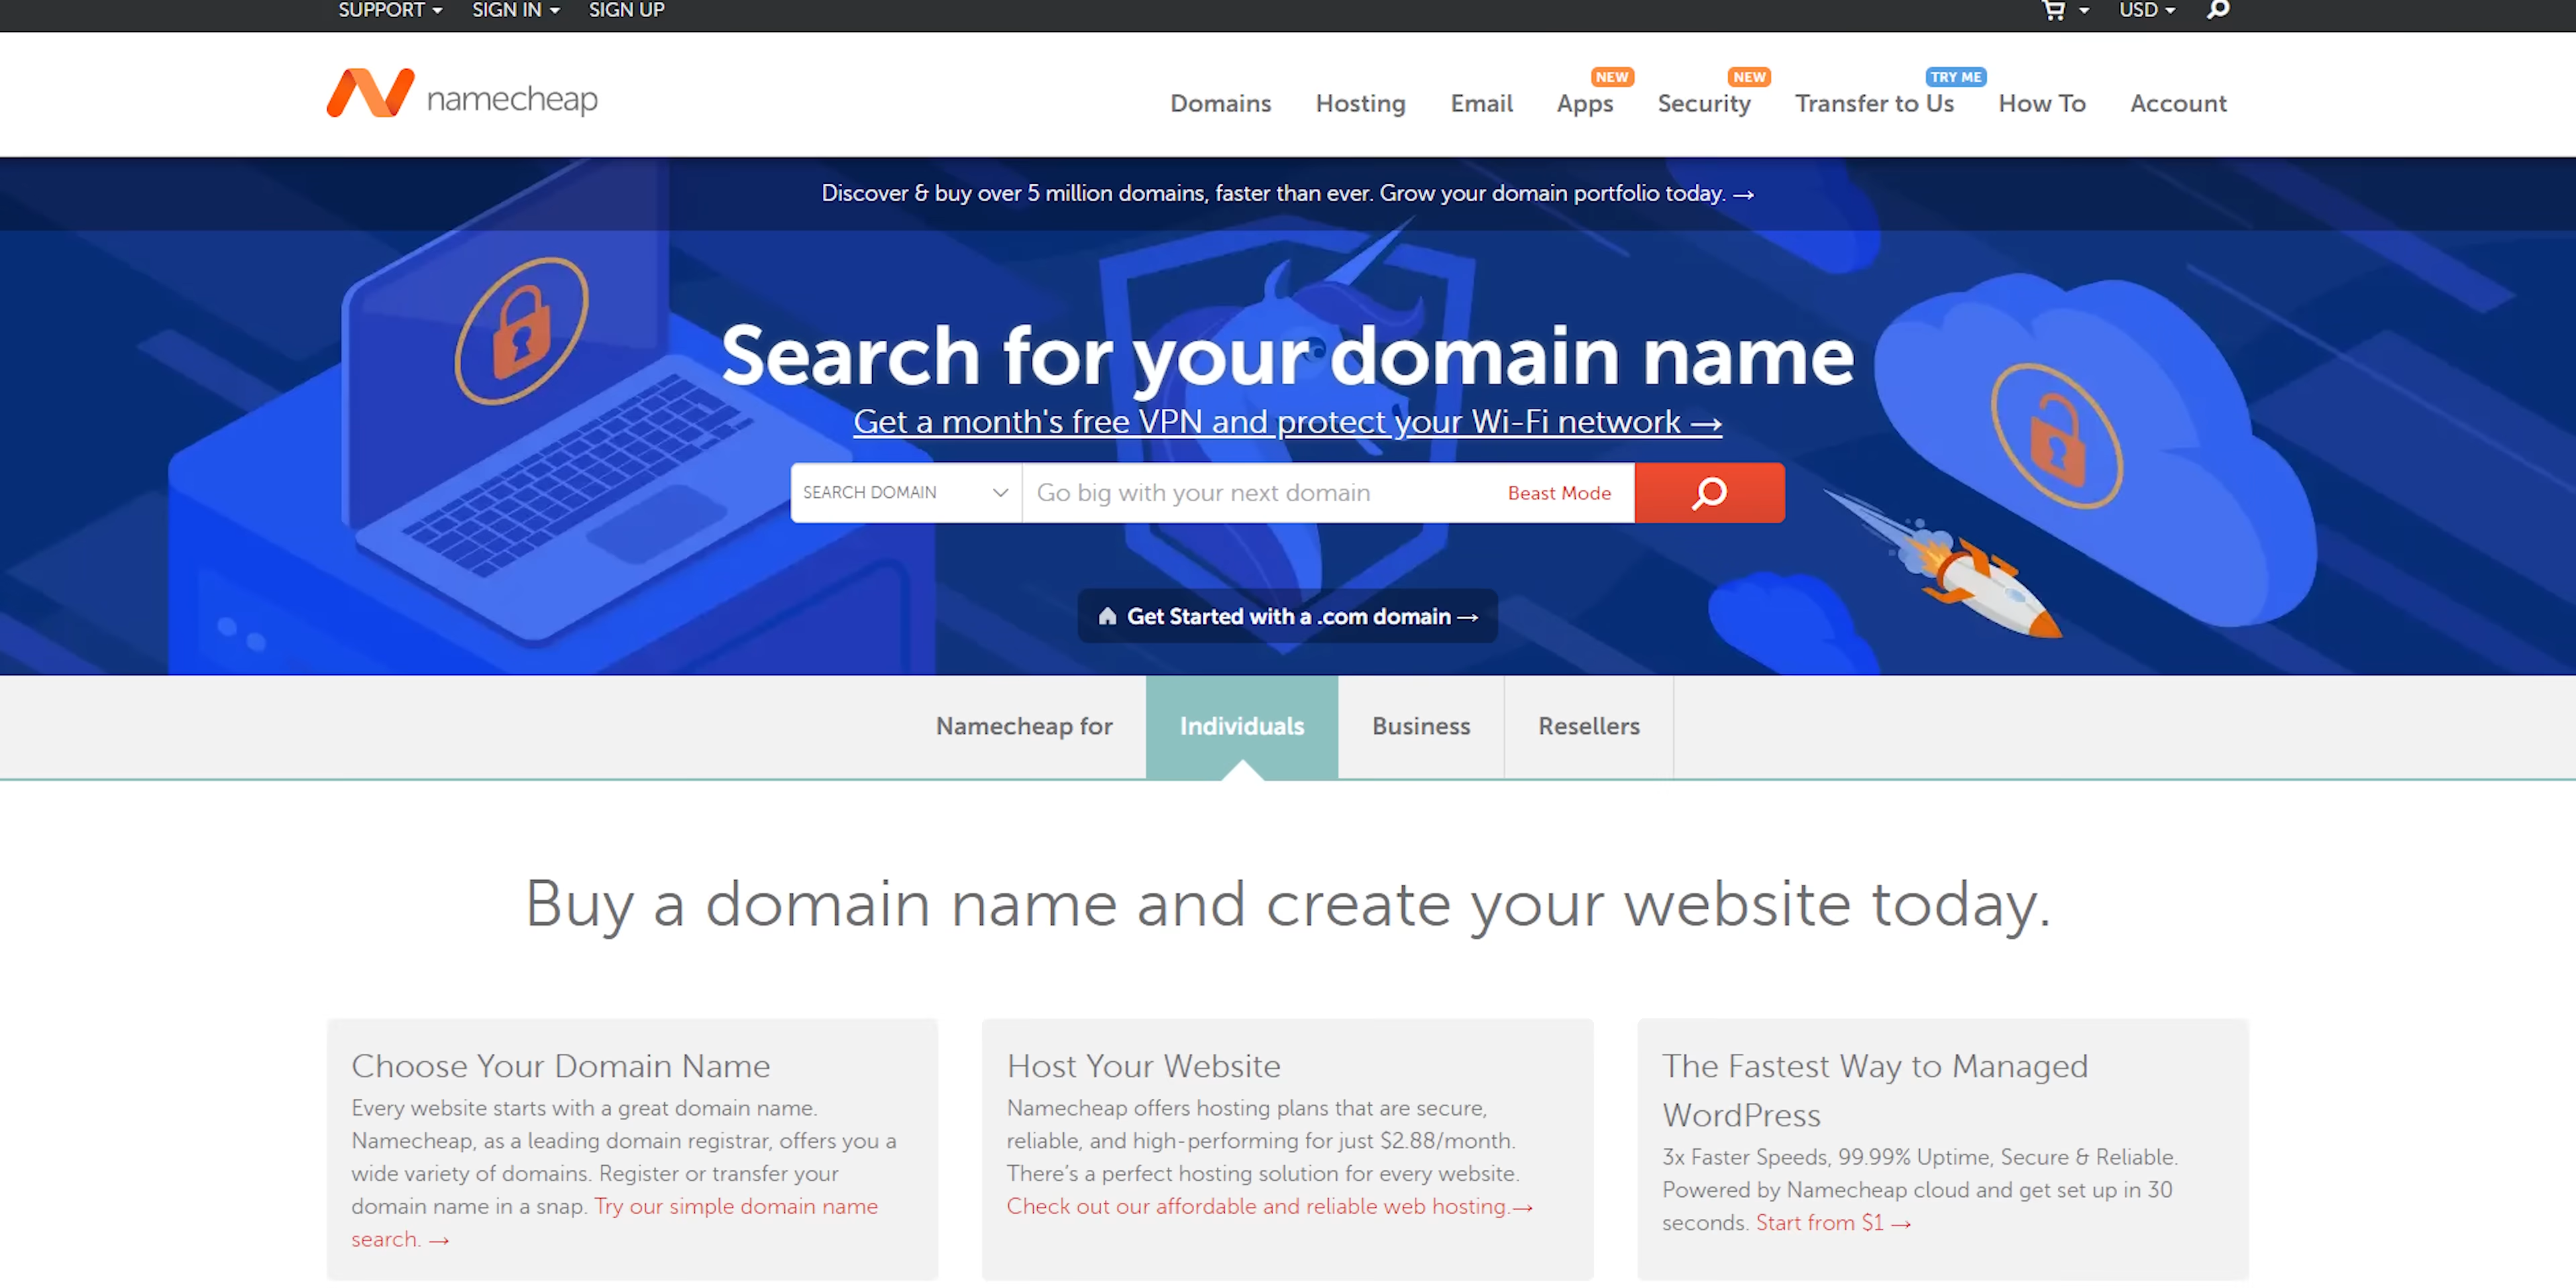 SUPPORT SIGN IN SIGN UP USD
namecheap
NEW NEW TRY ME
Domains Hosting Email Apps Security Transfer to Us How To Account
Discover & buy over 5 million domains, faster than ever. Grow your domain portfolio today. →
Search for your domain name
Get a month's free VPN and protect your Wi-Fi network →
SEARCH DOMAIN Go big with your next domain Beast Mode
Get Started with a .com domain →
Namecheap for Individuals Business Resellers
Buy a domain name and create your website today.
Choose Your Domain Name
Every website starts with a great domain name.
Namecheap, as a leading domain registrar, offers you a
wide variety of domains. Register or transfer your
domain name in a snap. Try our simple domain name
search. →
Host Your Website
Namecheap offers hosting plans that are secure,
reliable, and high-performing for just $2.88/month.
There’s a perfect hosting solution for every website.
Check out our affordable and reliable web hosting.→
The Fastest Way to Managed
WordPress
3x Faster Speeds, 99.99% Uptime, Secure & Reliable.
Powered by Namecheap cloud and get set up in 30
seconds. Start from $1 →